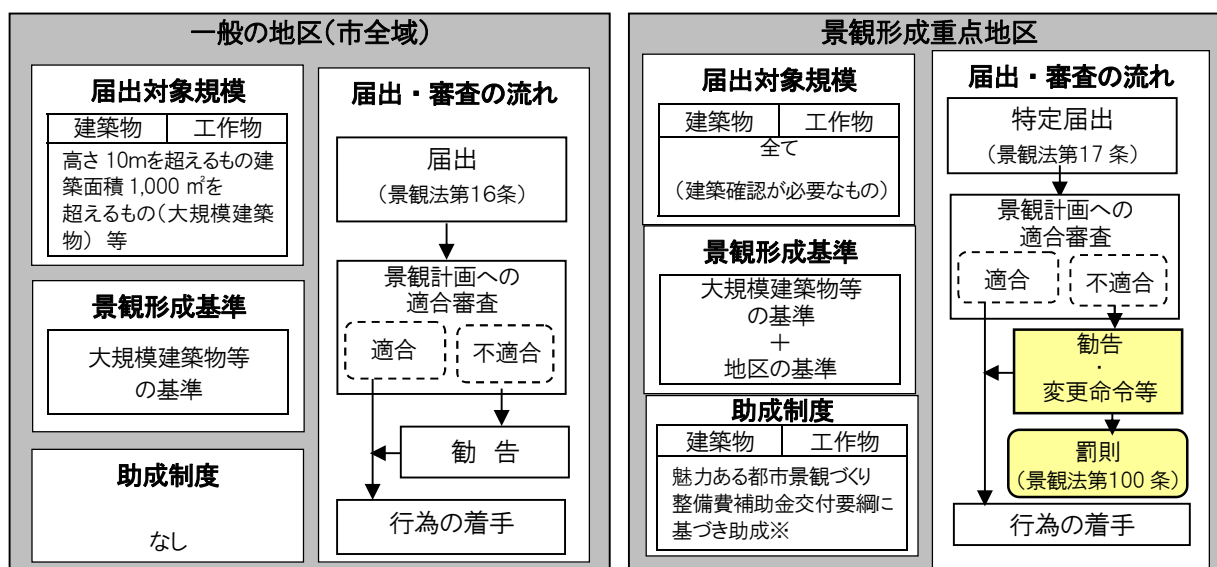 一般の地区(市全域)
届出対象規模
建築物 工作物
高さ 10mを超えるもの建
築面積 1,000 ㎡を
超えるもの(大規模建築
物) 等
景観形成基準
大規模建築物等
の基準
助成制度
なし
届出・審査の流れ
届出
(景観法第16条)
景観計画への
適合審査
適合 不適合
勧 告
行為の着手
景観形成重点地区
届出対象規模
建築物 工作物
全て
(建築確認が必要なもの)
景観形成基準
大規模建築物等
の基準
+
地区の基準
助成制度
建築物 工作物
魅力ある都市景観づくり
整備費補助金交付要綱に
基づき助成※
届出・審査の流れ
特定届出
(景観法第17 条)
景観計画への
適合審査
適合 不適合
勧告
・
変更命令等
罰則
(景観法第100 条)
行為の着手